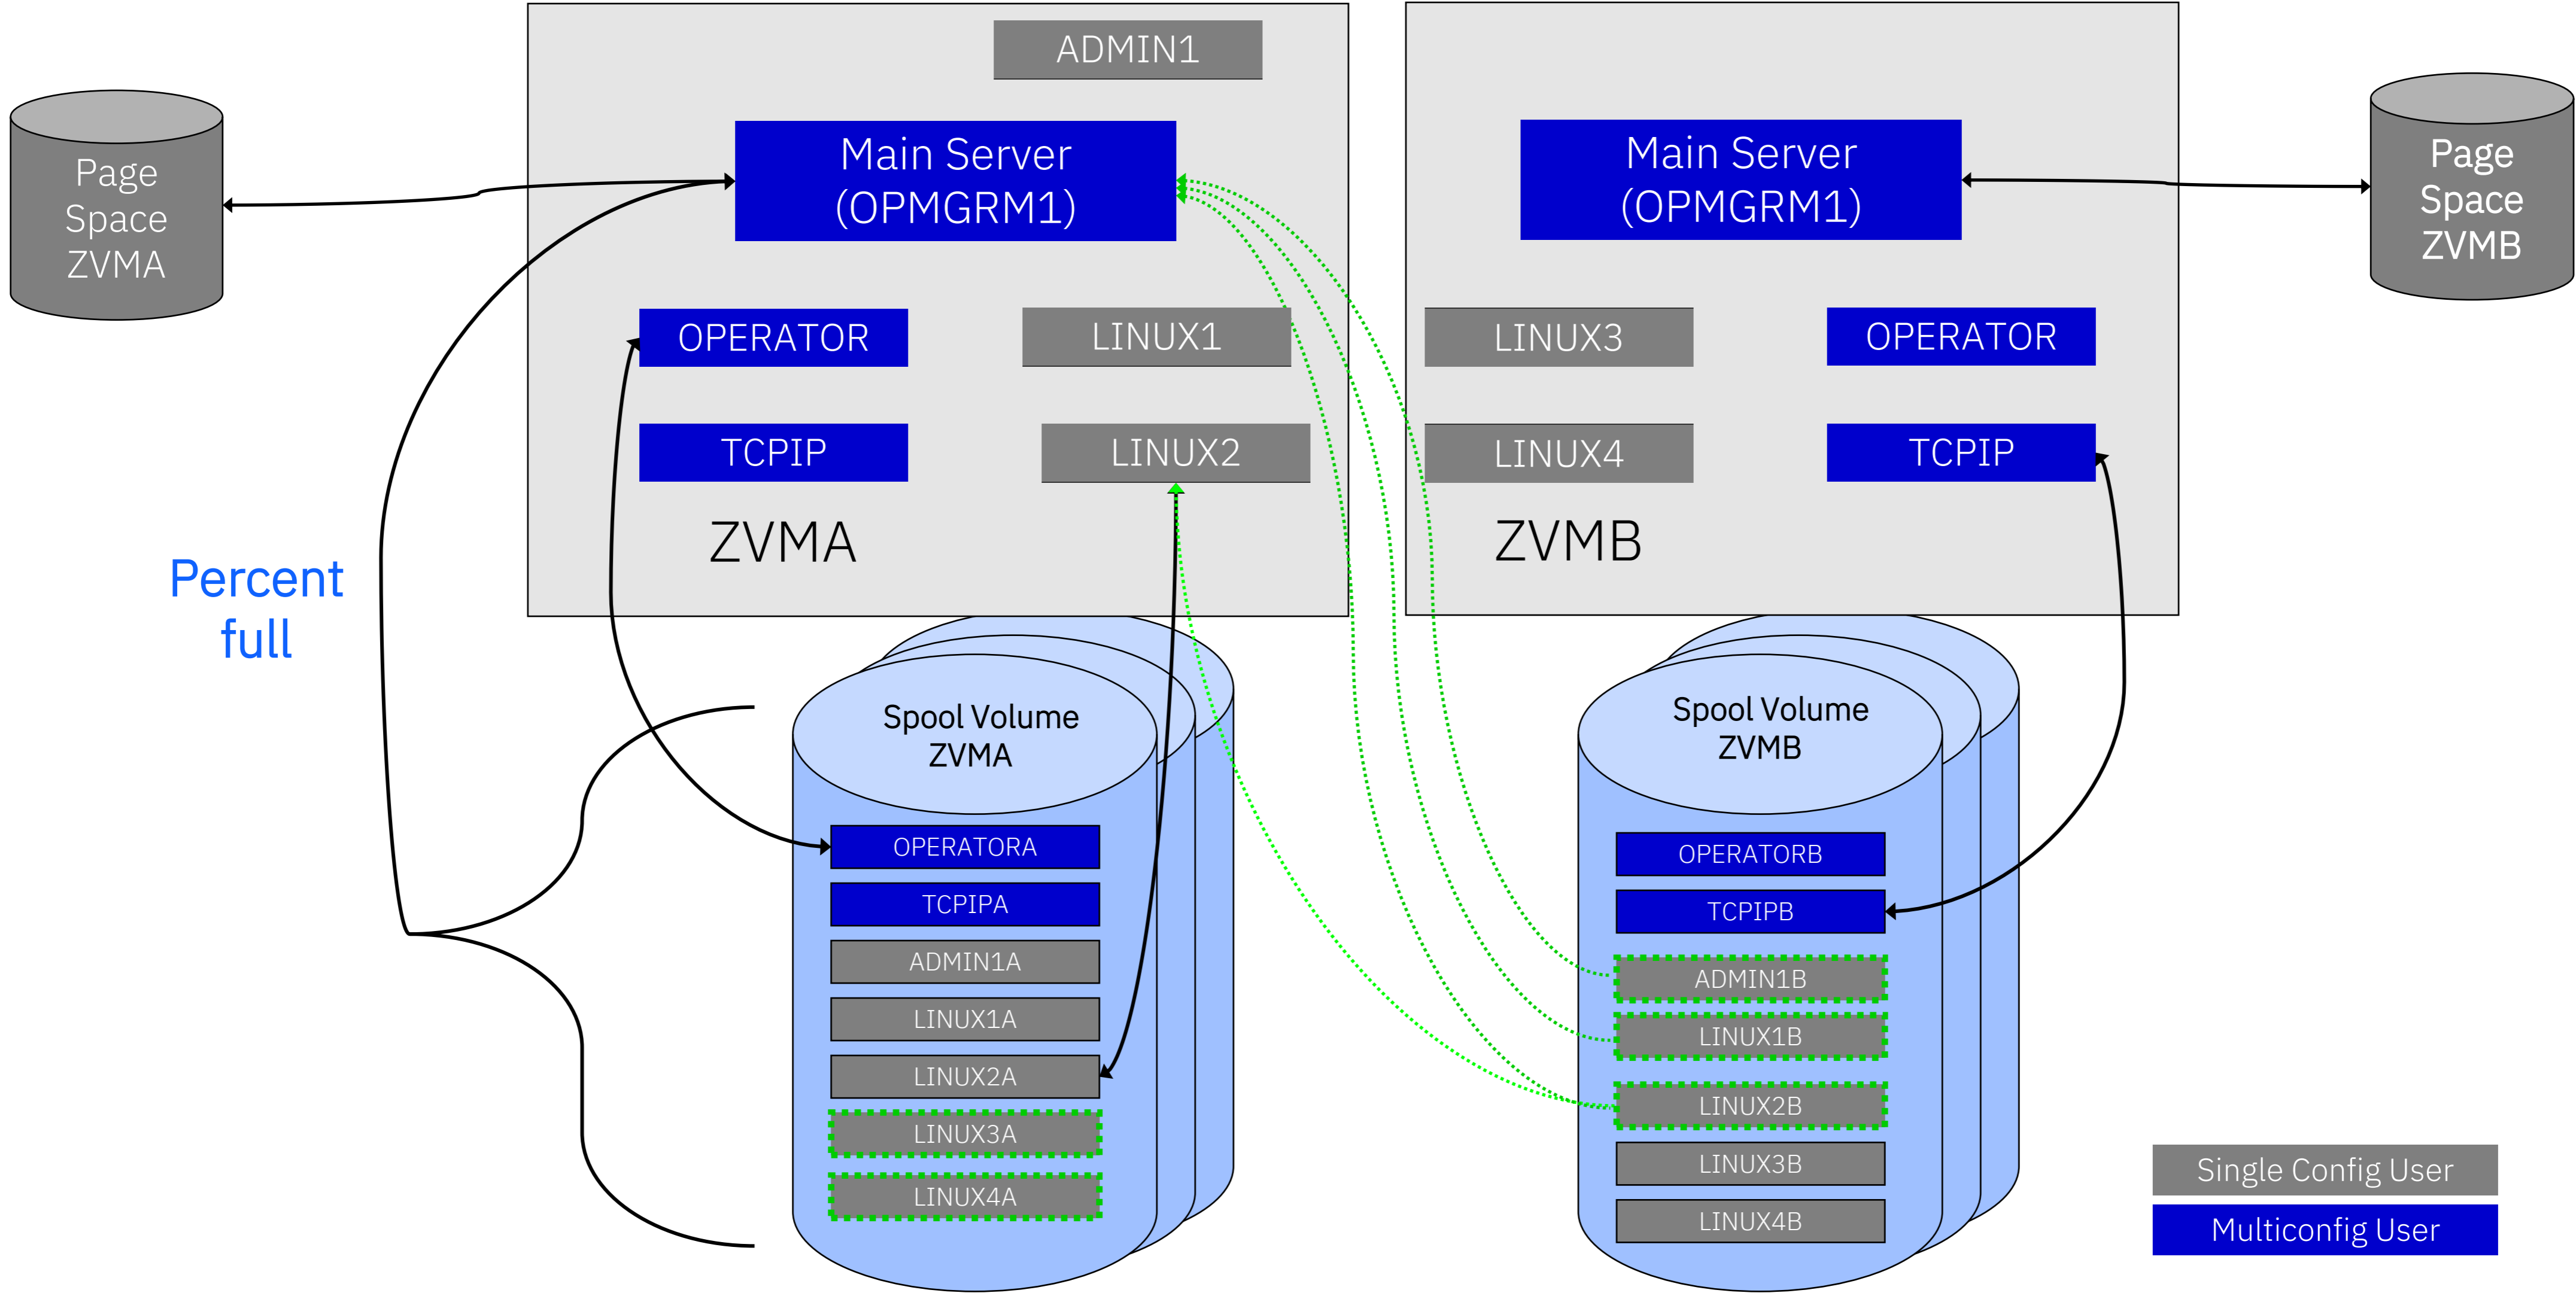 ADMIN1
Page
Space
ZVMA
Main Server
(OPMGRM1)
OPERATOR
LINUX1
TCPIP
LINUX2
ZVMA
Main Server
(OPMGRM1)
LINUX3
OPERATOR
LINUX4
TCPIP
ZVMB
Page
Space
ZVMB
Percent
full
Spool Volume
ZVMA
OPERATORA
TCPIPA
ADMIN1A
LINUX1A
LINUX2A
LINUX3A
LINUX4A
Spool Volume
ZVMB
OPERATORB
TCPIPB
ADMIN1B
LINUX1B
LINUX2B
LINUX3B
LINUX4B
Single Config User
Multiconfig User